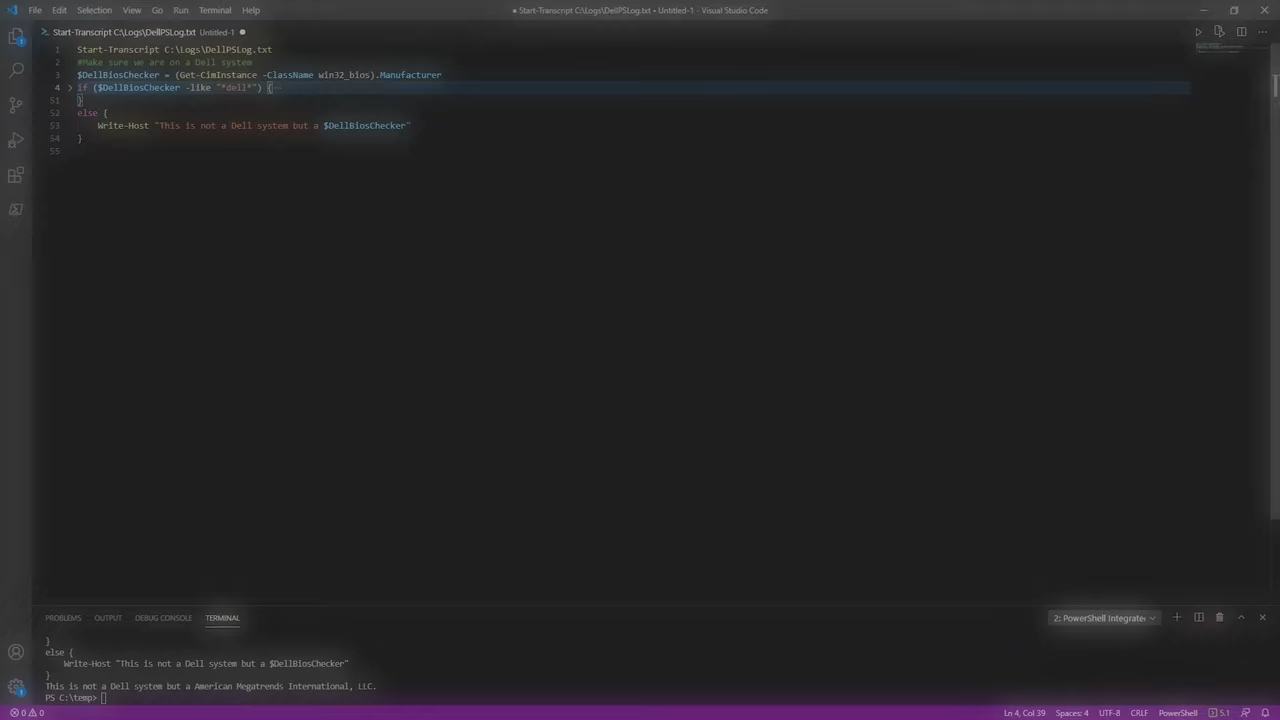 File Edit Selection View Go Run Terminal Help
● Start-Transcript C:\Logs\DellPSLog.txt • Untitled-1 - Visual Studio Code
Start-Transcript C:\Logs\DellPSLog.txt Untitled-1 ●
1 Start-Transcript C:\Logs\DellPSLog.txt
2 #Make sure we are on a Dell system
3 $DellBiosChecker = (Get-CimInstance -ClassName win32_bios).Manufacturer
4 if ($DellBiosChecker -like "*dell*") {···
51 }
52 else {
53 Write-Host "This is not a Dell system but a $DellBiosChecker"
54 }
55
PROBLEMS OUTPUT DEBUG CONSOLE TERMINAL
2: PowerShell Integrate
}
else {
Write-Host "This is not a Dell system but a $DellBiosChecker"
}
This is not a Dell system but a American Megatrends International, LLC.
PS C:\temp>
0 0
Ln 4, Col 39 Spaces: 4 UTF-8 CRLF PowerShell 5.1